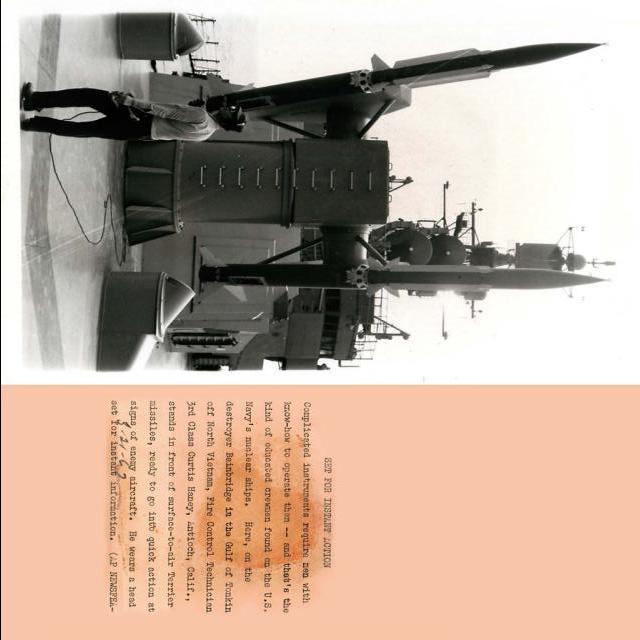 SET FOR INSTANT ACTION
Complicated instruments require men with
know-how to operate them -- and that's the
kind of educated crewmen found on the U.S.
Navy's nuclear ships. Here, on the
destroyer Bainbridge in the Gulf of Tonkin
off North Vietnam, Fire Control Technician
3rd Class Curtis Haney, Antioch, Calif.,
stands in front of surface-to-air Terrier
missiles, ready to go into quick action at
signs of enemy aircraft. He wears a head
set for instant information. (AP NEWSFEA-